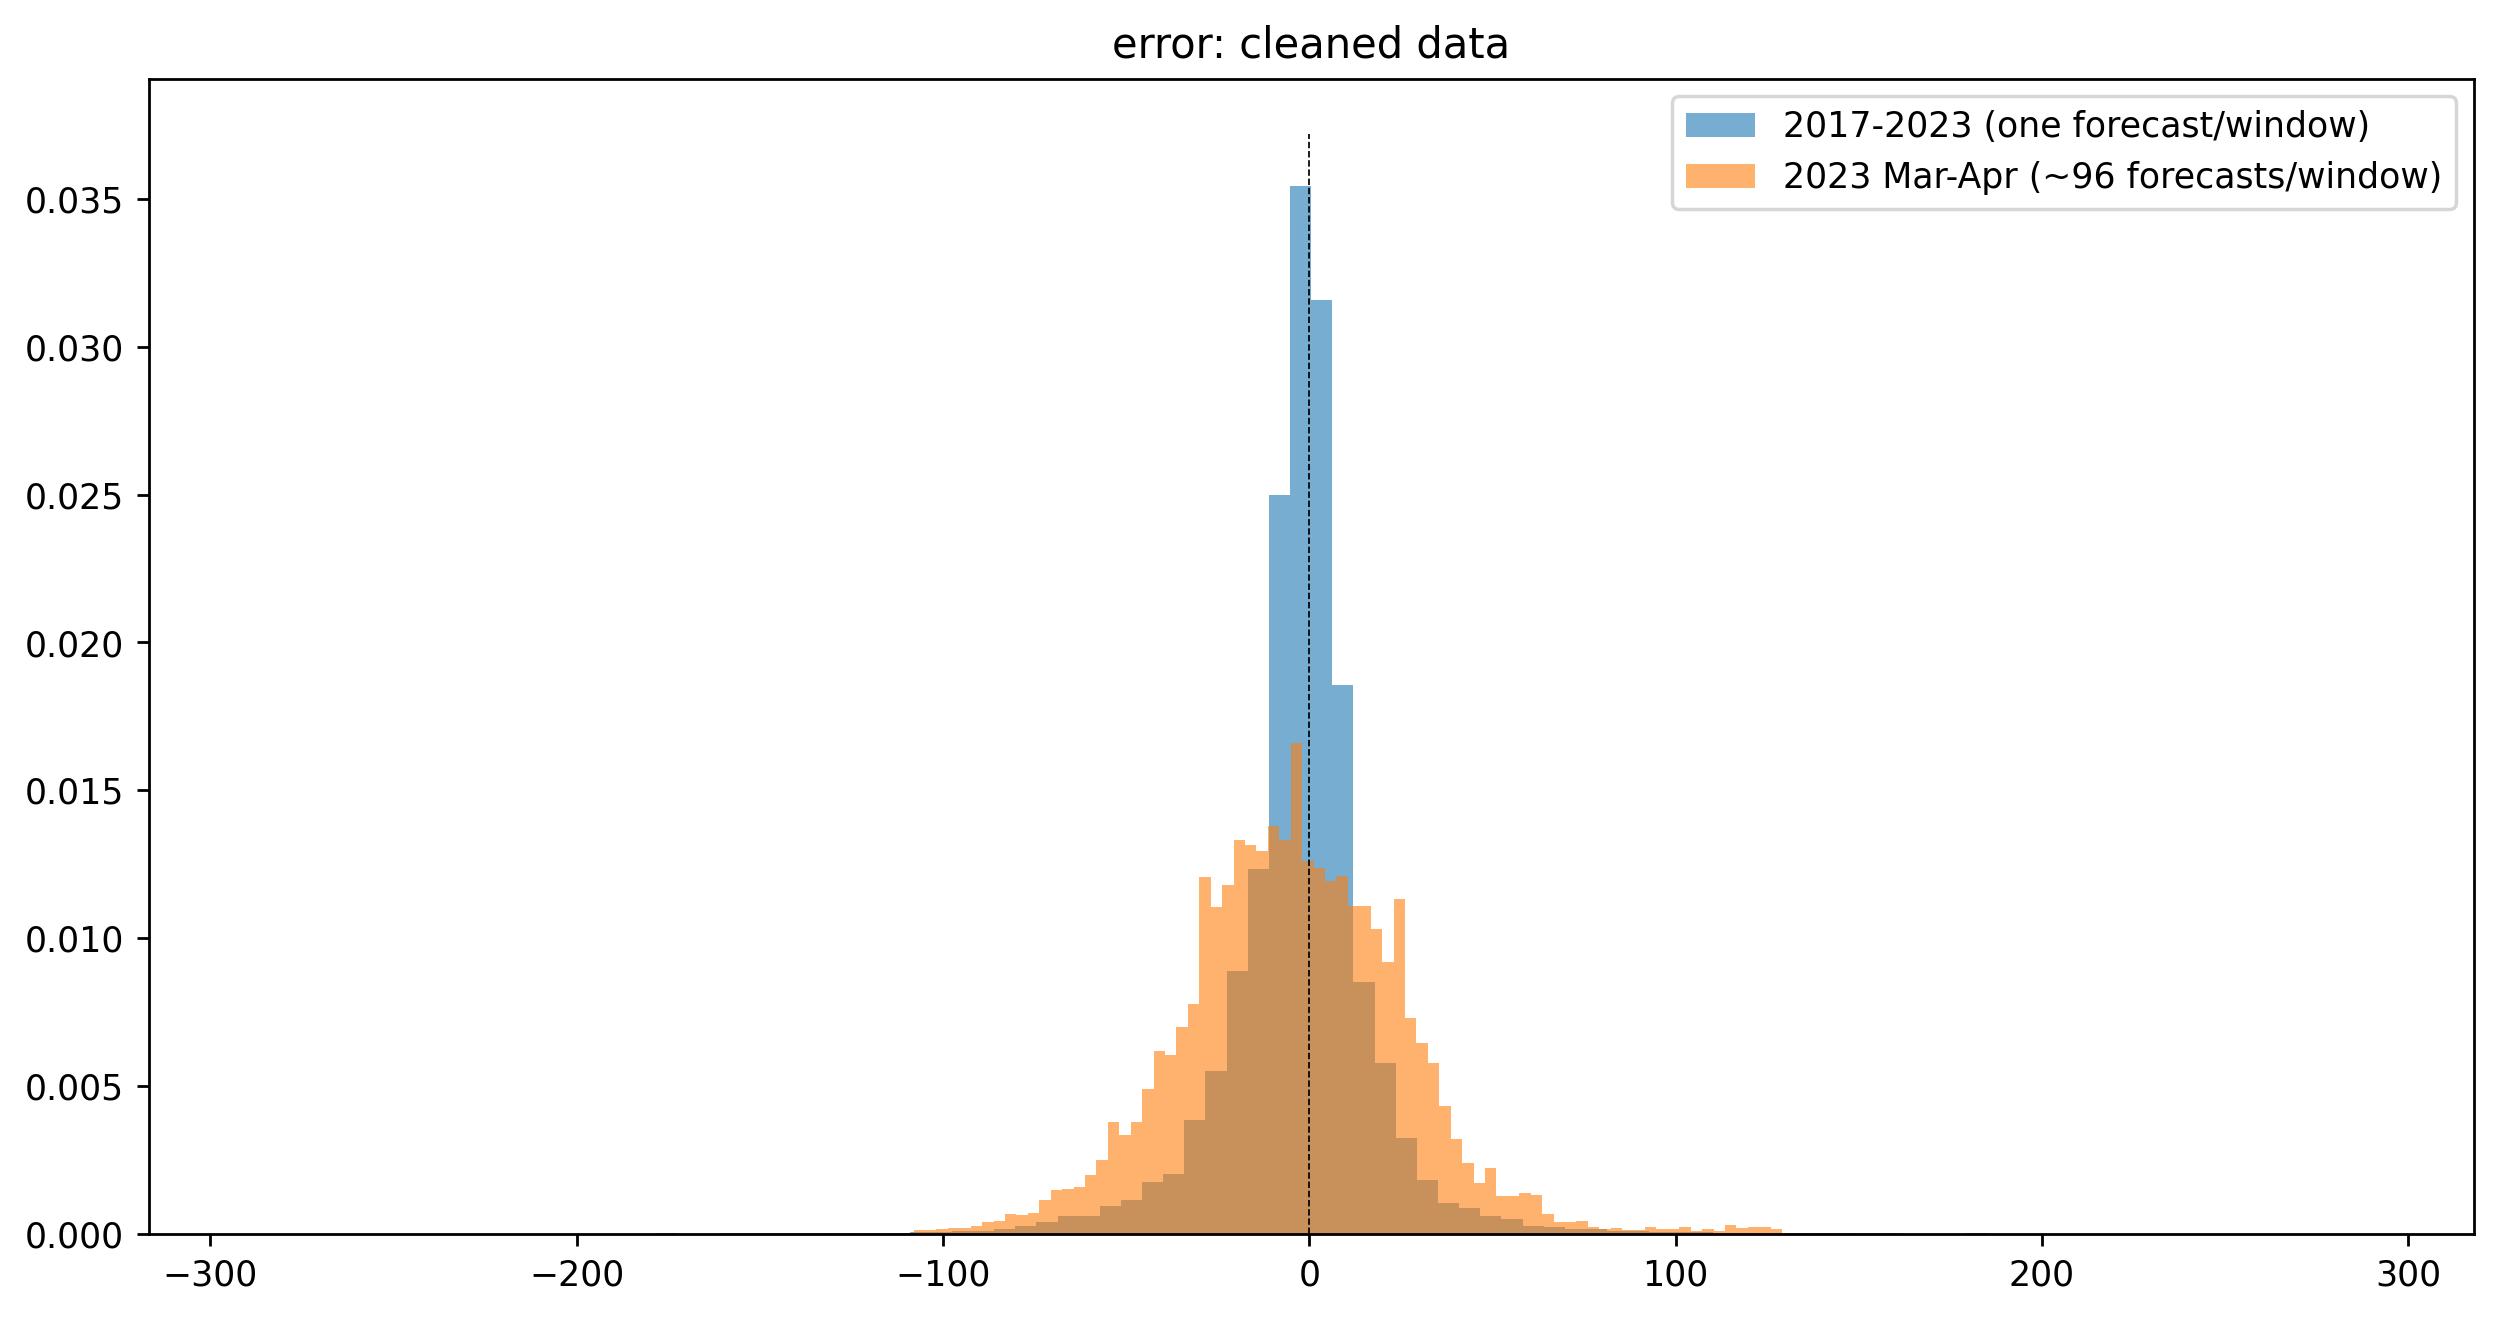 error: cleaned data
2017-2023 (one forecast/window)
2023 Mar-Apr (~96 forecasts/window)
0.035
0.030
0.025
0.020
0.015
0.010
0.005
0.000
−300 −200 −100 0 100 200 300